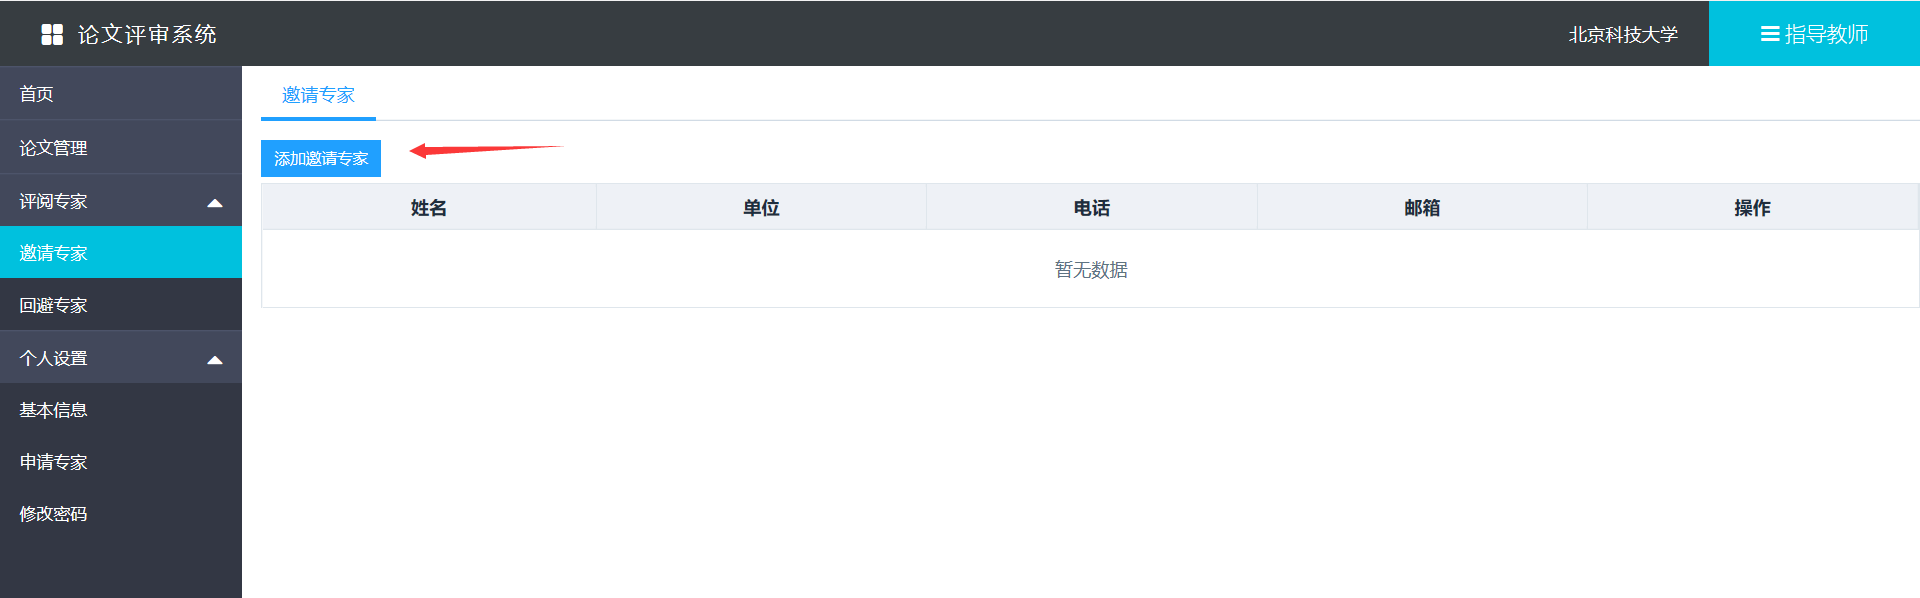 论文评审系统
北京科技大学
指导教师
首页
论文管理
评阅专家
邀请专家
回避专家
个人设置
基本信息
申请专家
修改密码
邀请专家
添加邀请专家
姓名 单位 电话 邮箱 操作
暂无数据